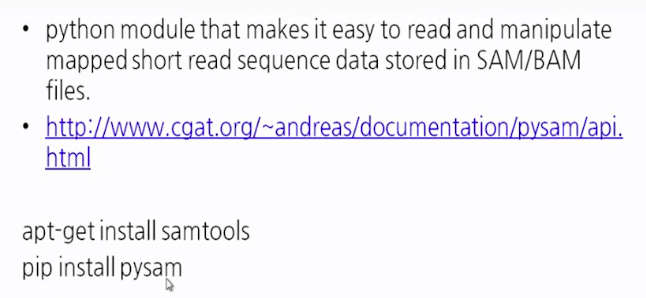 • python module that makes it easy to read and manipulate
mapped short read sequence data stored in SAM/BAM
files.
• http://www.cgat.org/~andreas/documentation/pysam/api.
html
apt-get install samtools
pip install pysam